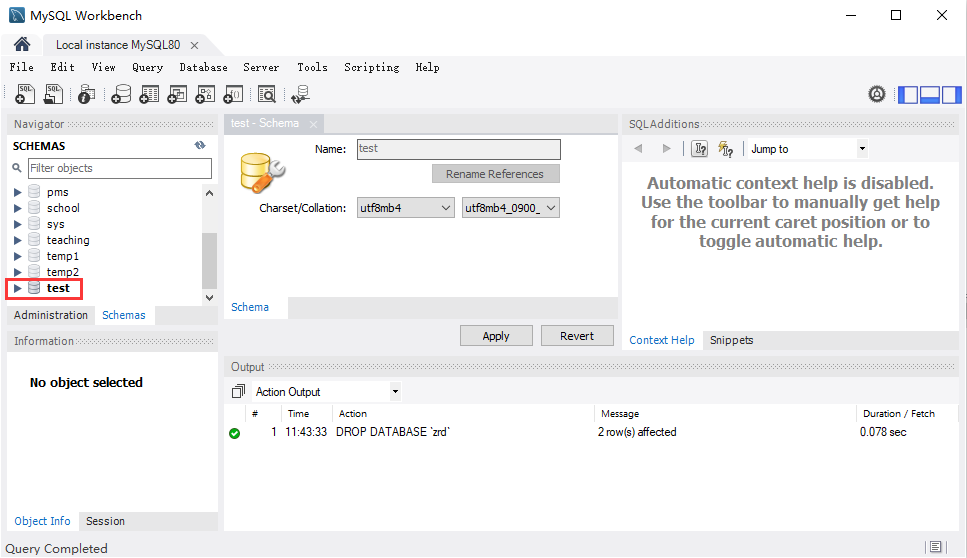 MySQL Workbench
Local instance MySQL80
File Edit View Query Database Server Tools Scripting Help
Navigator
SCHEMAS
Filter objects
pms
school
sys
teaching
temp1
temp2
test
Administration Schemas
Information
No object selected
Object Info Session
test - Schema
Name: test
Rename References
Charset/Collation: utf8mb4 utf8mb4_0900_
Schema
Apply Revert
SQLAdditions
Jump to
Automatic context help is disabled.
Use the toolbar to manually get help
for the current caret position or to
toggle automatic help.
Context Help Snippets
Output
Action Output
# Time Action Message Duration / Fetch
1 11:43:33 DROP DATABASE `zrd` 2 row(s) affected 0.078 sec
Query Completed